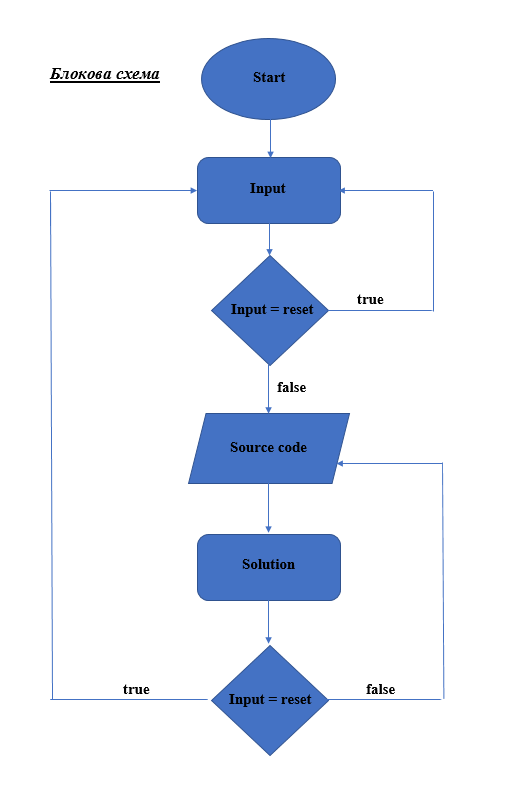 Блокова схема
Start
Input
Input = reset
true
false
Source code
Solution
true
Input = reset
false